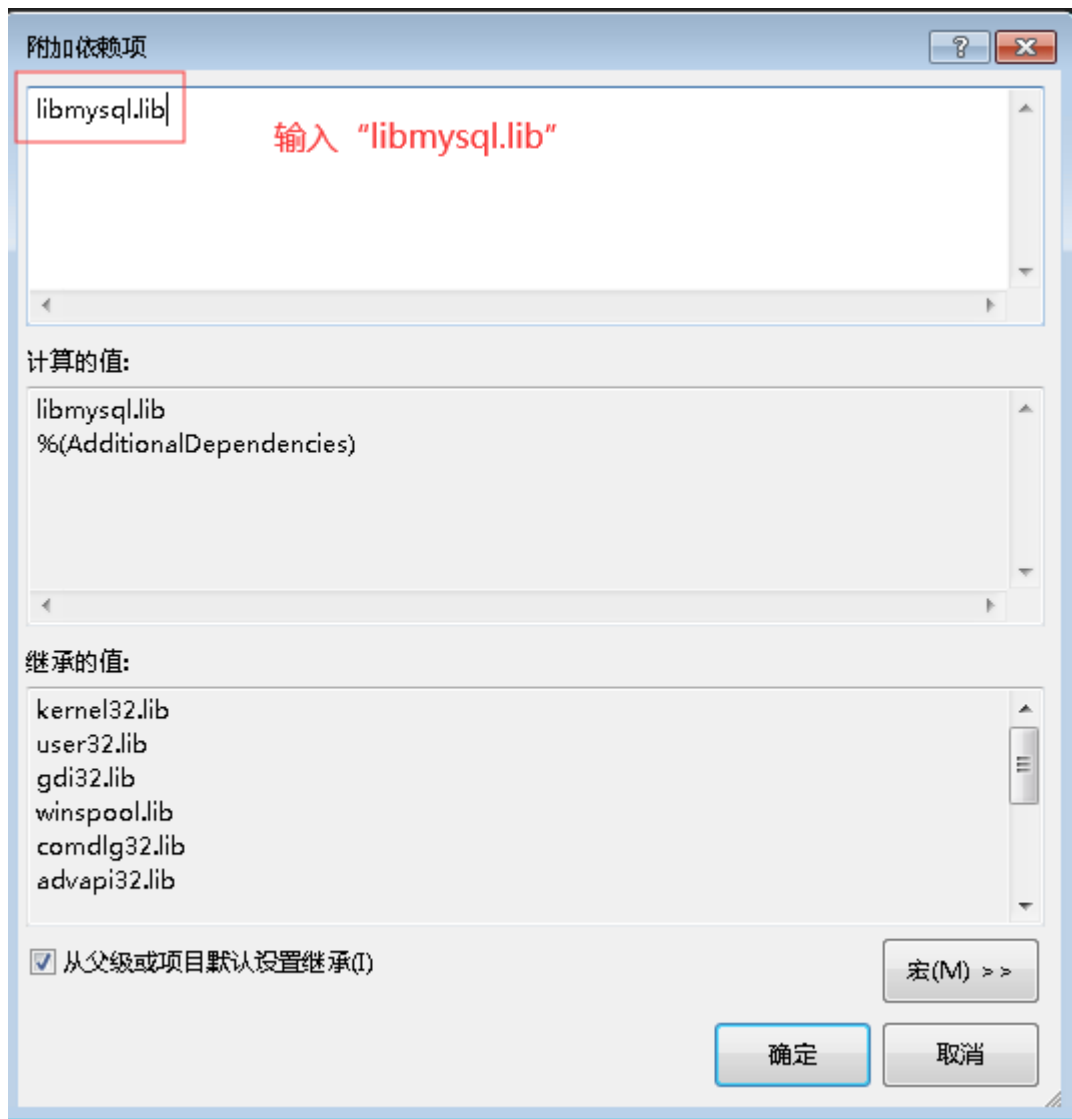 附加依赖项
libmysql.lib
输入 “libmysql.lib”
计算的值:
libmysql.lib
%(AdditionalDependencies)
继承的值:
kernel32.lib
user32.lib
gdi32.lib
winspool.lib
comdlg32.lib
advapi32.lib
从父级或项目默认设置继承(I)
宏(M) >>
确定
取消